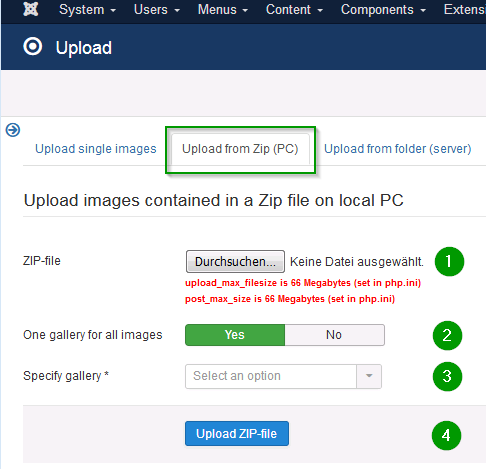 System Users Menus Content Components Extensi
Upload
Upload single images Upload from Zip (PC) Upload from folder (server)
Upload images contained in a Zip file on local PC
ZIP-file Durchsuchen... Keine Datei ausgewählt. 1
upload_max_filesize is 66 Megabytes (set in php.ini)
post_max_size is 66 Megabytes (set in php.ini)
One gallery for all images Yes No 2
Specify gallery * Select an option 3
Upload ZIP-file 4